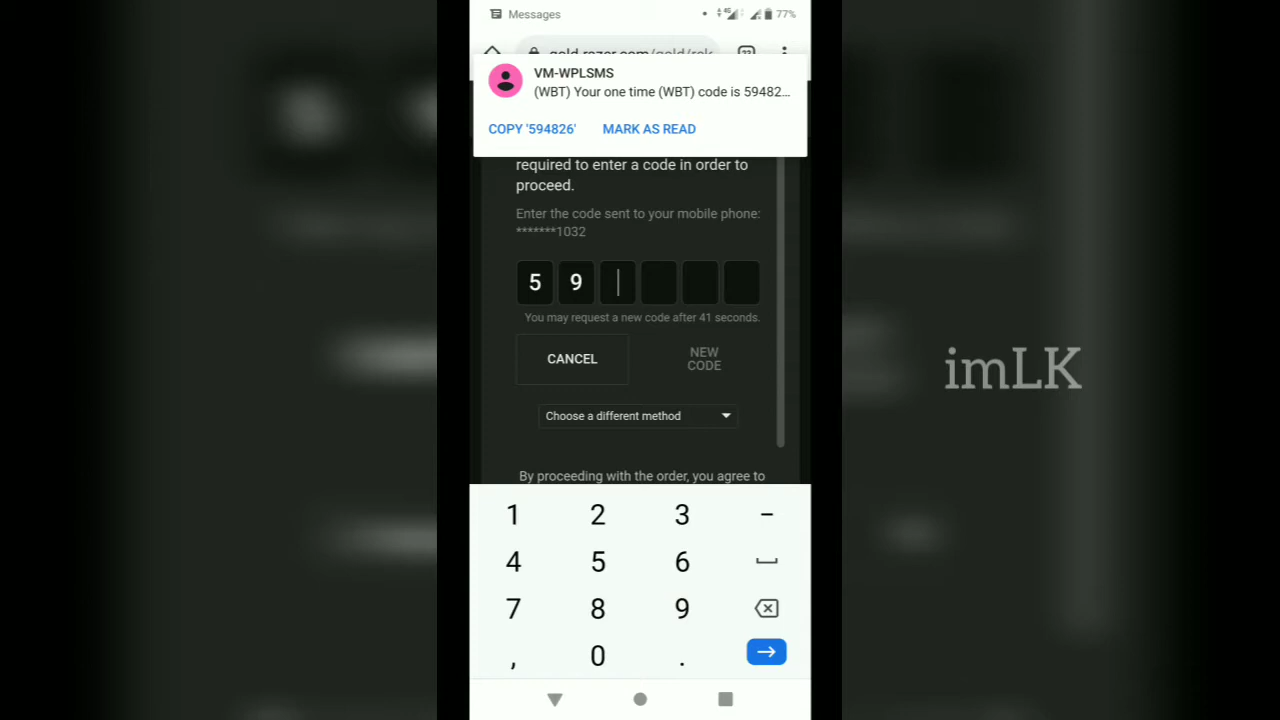 Messages
4G
77%
VM-WPLSMS
(WBT) Your one time (WBT) code is 59482...
COPY '594826'
MARK AS READ
required to enter a code in order to
proceed.
Enter the code sent to your mobile phone:
*******1032
5 9
You may request a new code after 41 seconds.
CANCEL
NEW
CODE
Choose a different method
By proceeding with the order, you agree to
1 2 3 –
4 5 6
7 8 9
, 0 .
imLK